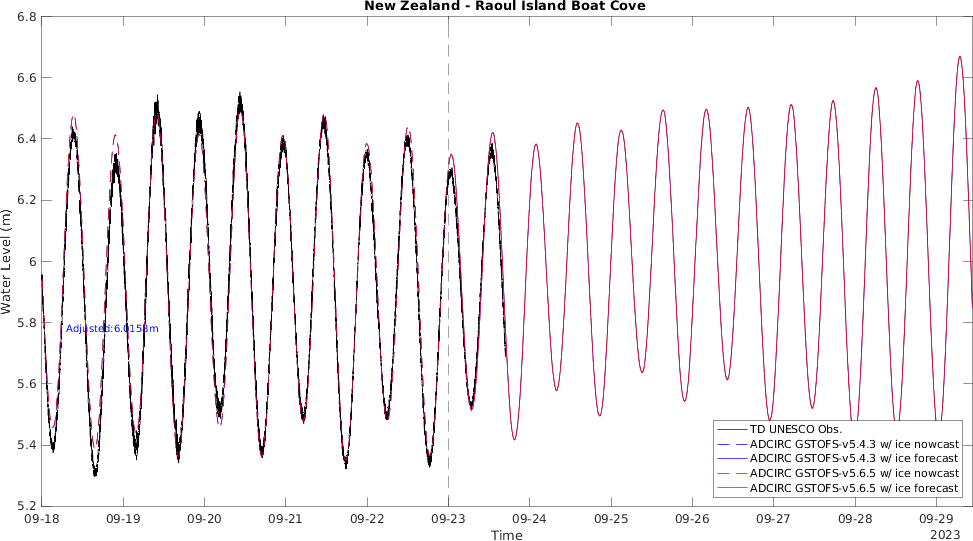 New Zealand - Raoul Island Boat Cove
6.8
6.6
6.4
6.2
6
5.8
5.6
5.4
5.2
Water Level (m)
Adjusted:6.0158m
TD UNESCO Obs.
ADCIRC GSTOFS-v5.4.3 w/ ice nowcast
ADCIRC GSTOFS-v5.4.3 w/ ice forecast
ADCIRC GSTOFS-v5.6.5 w/ ice nowcast
ADCIRC GSTOFS-v5.6.5 w/ ice forecast
09-18 09-19 09-20 09-21 09-22 09-23 09-24 09-25 09-26 09-27 09-28 09-29
Time 2023